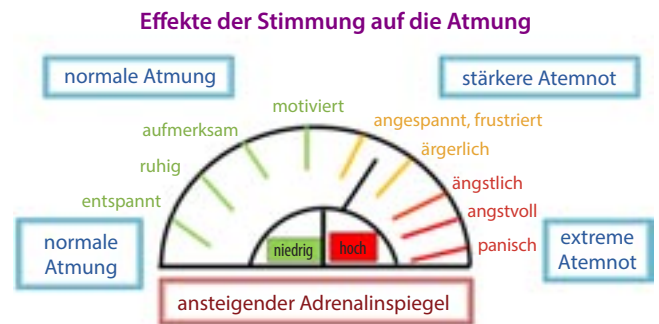 Effekte der Stimmung auf die Atmung
normale Atmung
stärkere Atemnot
motiviert
angespannt, frustriert
aufmerksam
ärgerlich
ruhig
ängstlich
entspannt
angstvoll
panisch
normale
Atmung
niedrig
hoch
extreme
Atemnot
ansteigender Adrenalinspiegel